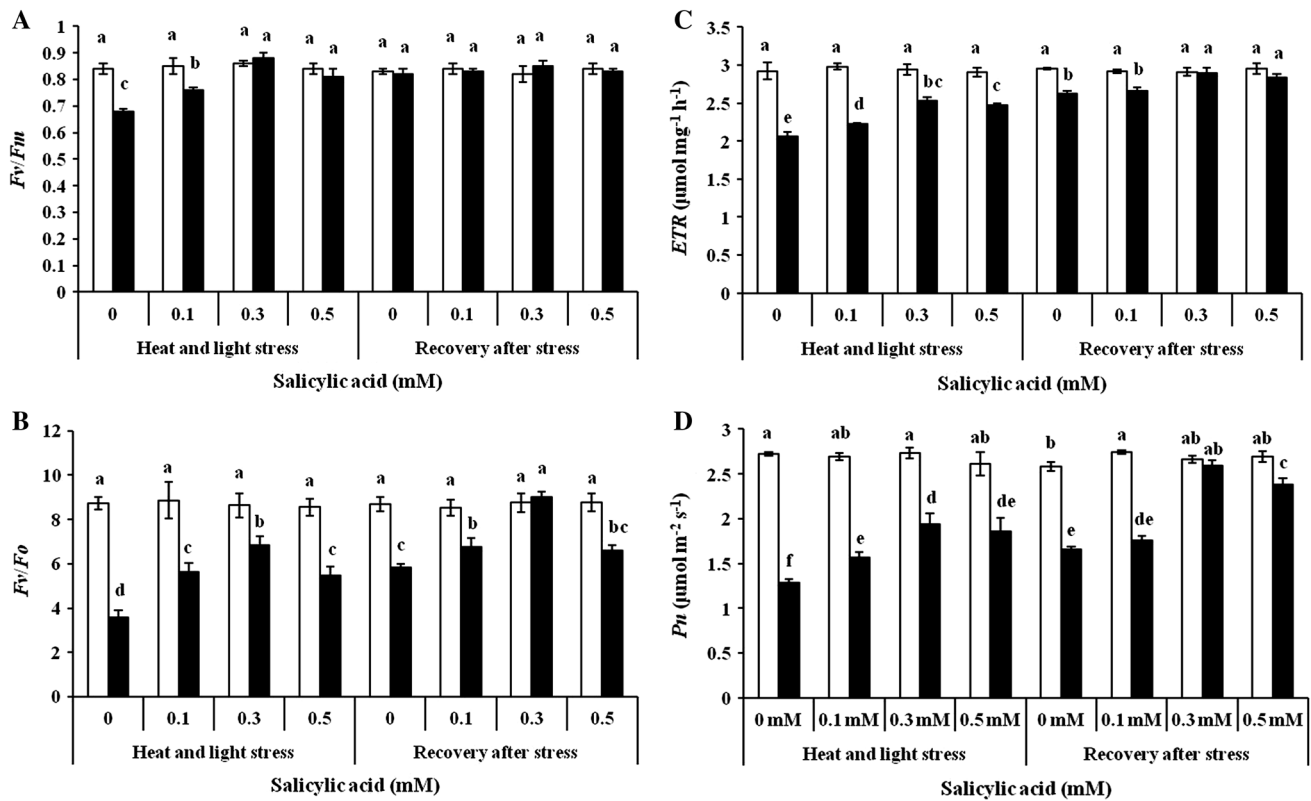 A
Fv/Fm
1
0.9
0.8
0.7
0.6
0.5
0.4
0.3
0.2
0.1
0
a c a b a a a a a a a a a a a a
0 0.1 0.3 0.5 0 0.1 0.3 0.5
Heat and light stress Recovery after stress
Salicylic acid (mM)
B
Fv/Fo
12
10
8
6
4
2
0
a d a c a b a c a c a b a a a bc
0 0.1 0.3 0.5 0 0.1 0.3 0.5
Heat and light stress Recovery after stress
Salicylic acid (mM)
C
ETR (µmol mg⁻¹ h⁻¹)
3.5
3
2.5
2
1.5
1
0.5
0
a e a d a bc a c a b a b a a a a
0 0.1 0.3 0.5 0 0.1 0.3 0.5
Heat and light stress Recovery after stress
Salicylic acid (mM)
D
Pn (µmol m⁻² s⁻¹)
3
2.5
2
1.5
1
0.5
0
a f ab e a d ab de b e a de ab ab ab c
0 mM 0.1 mM 0.3 mM 0.5 mM 0 mM 0.1 mM 0.3 mM 0.5 mM
Heat and light stress Recovery after stress
Salicylic acid (mM)